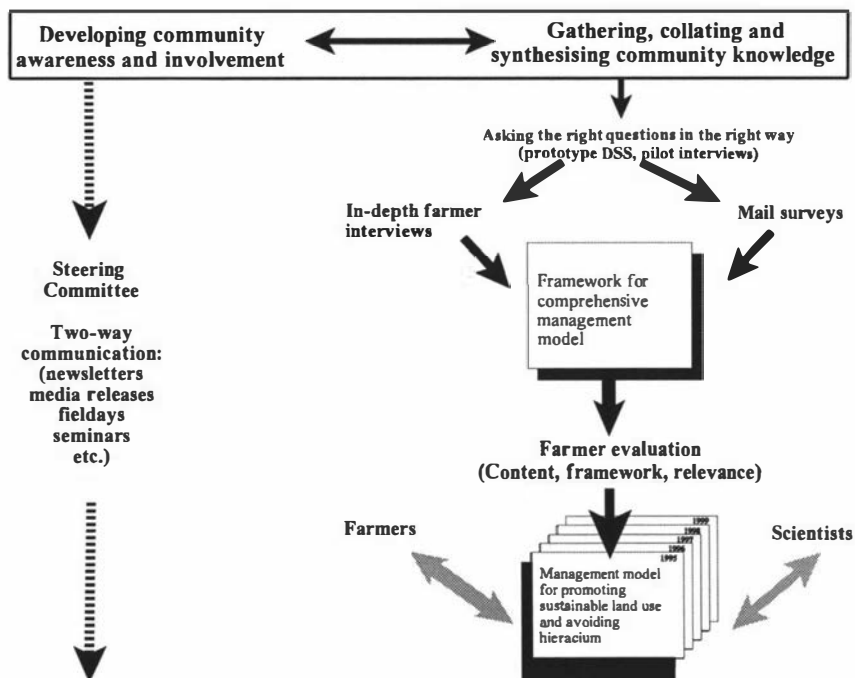 Developing community
awareness and involvement
Gathering, collating and
synthesising community knowledge
Asking the right questions in the right way
(prototype DSS, pilot interviews)
In-depth farmer
interviews
Mail surveys
Framework for
comprehensive
management
model
Steering
Committee
Two-way
communication:
(newsletters
media releases
fieldays
seminars
etc.)
Farmer evaluation
(Content, framework, relevance)
Farmers
Scientists
1999
1998
1997
1996
1995
Management model
for promoting
sustainable land use
and avoiding
hieracium